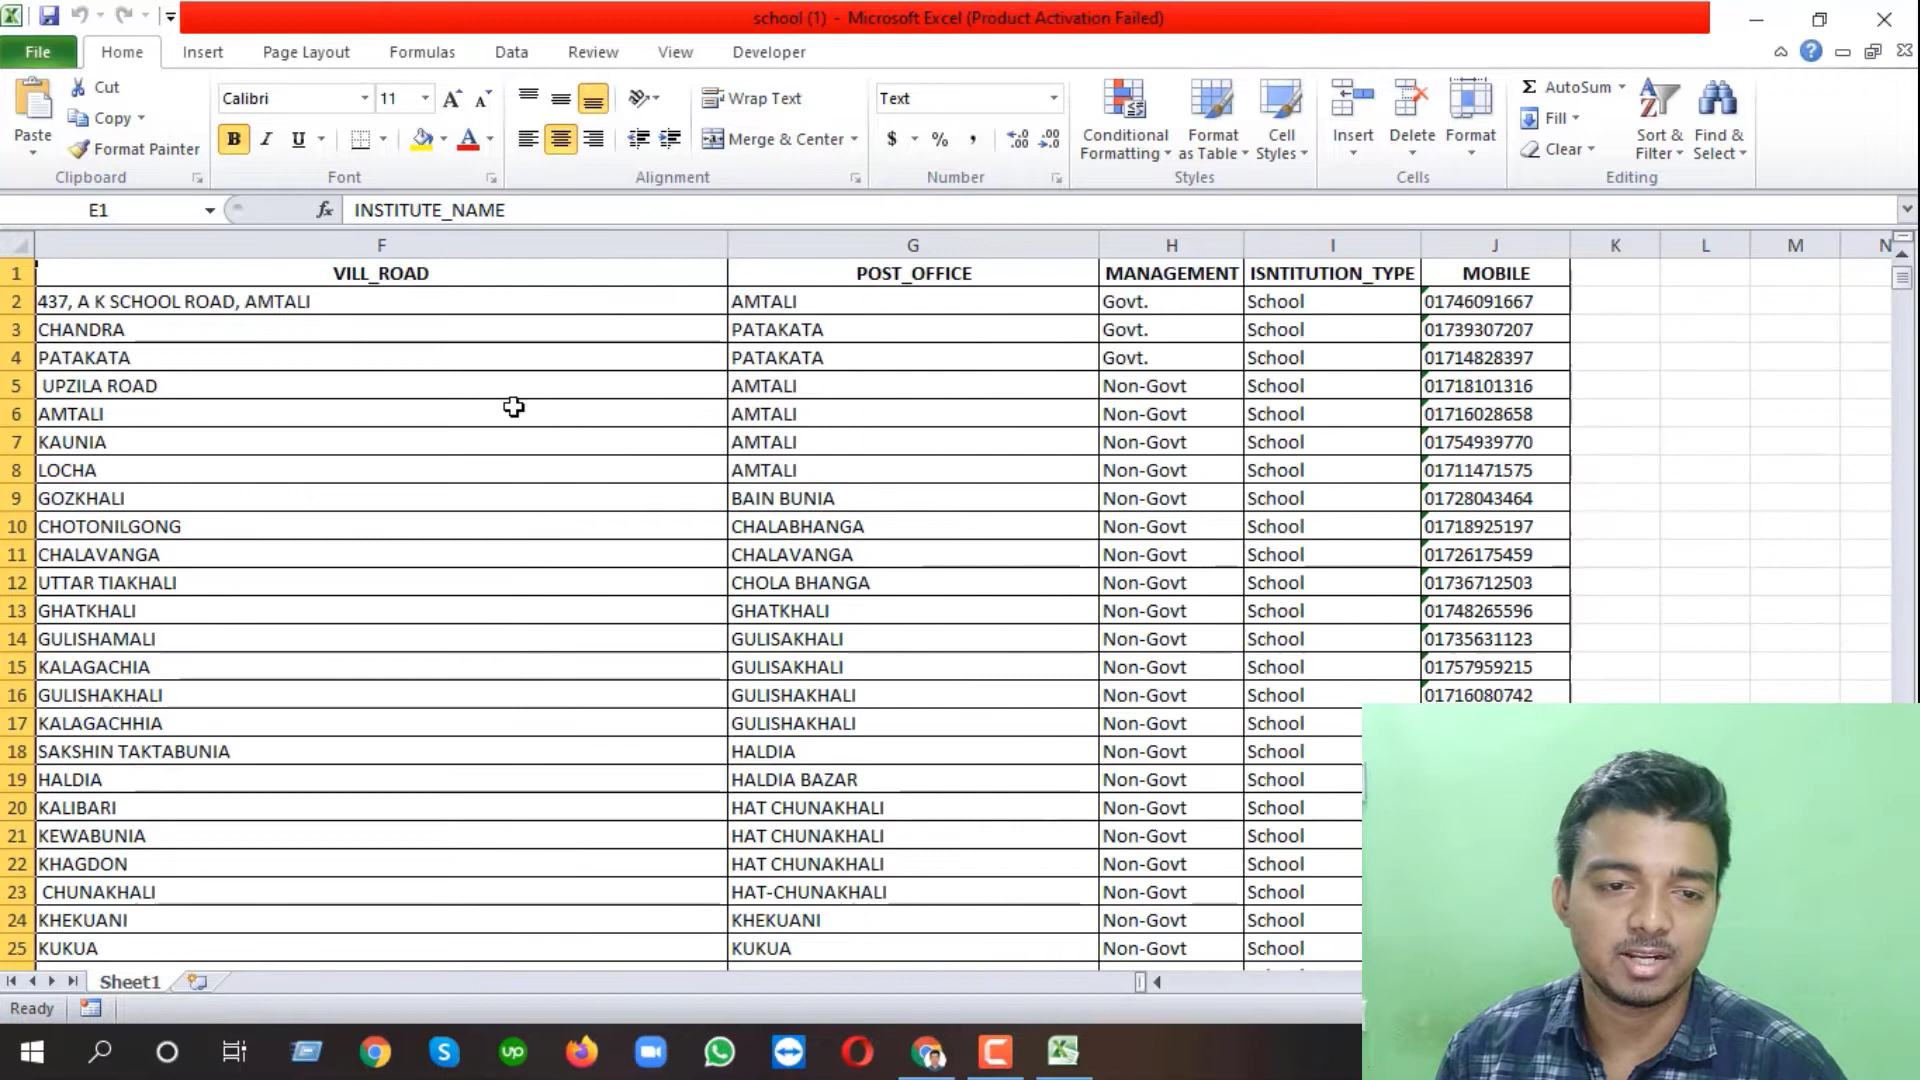 school (1) - Microsoft Excel (Product Activation Failed)
File Home Insert Page Layout Formulas Data Review View Developer
Cut
Copy
Format Painter
Paste
Clipboard
Calibri 11
B I U
Font
Wrap Text
Merge & Center
Alignment
Text
$ % ,
Number
Conditional Formatting
Format as Table
Cell Styles
Styles
Insert Delete Format
Cells
AutoSum
Fill
Clear
Sort & Filter
Find & Select
Editing
E1 fx INSTITUTE_NAME
F G H I J K L M N
1 VILL_ROAD POST_OFFICE MANAGEMENT ISNTITUTION_TYPE MOBILE
2 437, A K SCHOOL ROAD, AMTALI AMTALI Govt. School 01746091667
3 CHANDRA PATAKATA Govt. School 01739307207
4 PATAKATA PATAKATA Govt. School 01714828397
5 UPZILA ROAD AMTALI Non-Govt School 01718101316
6 AMTALI AMTALI Non-Govt School 01716028658
7 KAUNIA AMTALI Non-Govt School 01754939770
8 LOCHA AMTALI Non-Govt School 01711471575
9 GOZKHALI BAIN BUNIA Non-Govt School 01728043464
10 CHOTONILGONG CHALABHANGA Non-Govt School 01718925197
11 CHALAVANGA CHALAVANGA Non-Govt School 01726175459
12 UTTAR TIAKHALI CHOLA BHANGA Non-Govt School 01736712503
13 GHATKHALI GHATKHALI Non-Govt School 01748265596
14 GULISHAMALI GULISAKHALI Non-Govt School 01735631123
15 KALAGACHIA GULISAKHALI Non-Govt School 01757959215
16 GULISHAKHALI GULISHAKHALI Non-Govt School 01716080742
17 KALAGACHHIA GULISHAKHALI Non-Govt School
18 SAKSHIN TAKTABUNIA HALDIA Non-Govt School
19 HALDIA HALDIA BAZAR Non-Govt School
20 KALIBARI HAT CHUNAKHALI Non-Govt School
21 KEWABUNIA HAT CHUNAKHALI Non-Govt School
22 KHAGDON HAT CHUNAKHALI Non-Govt School
23 CHUNAKHALI HAT-CHUNAKHALI Non-Govt School
24 KHEKUANI KHEKUANI Non-Govt School
25 KUKUA KUKUA Non-Govt School
Sheet1
Ready